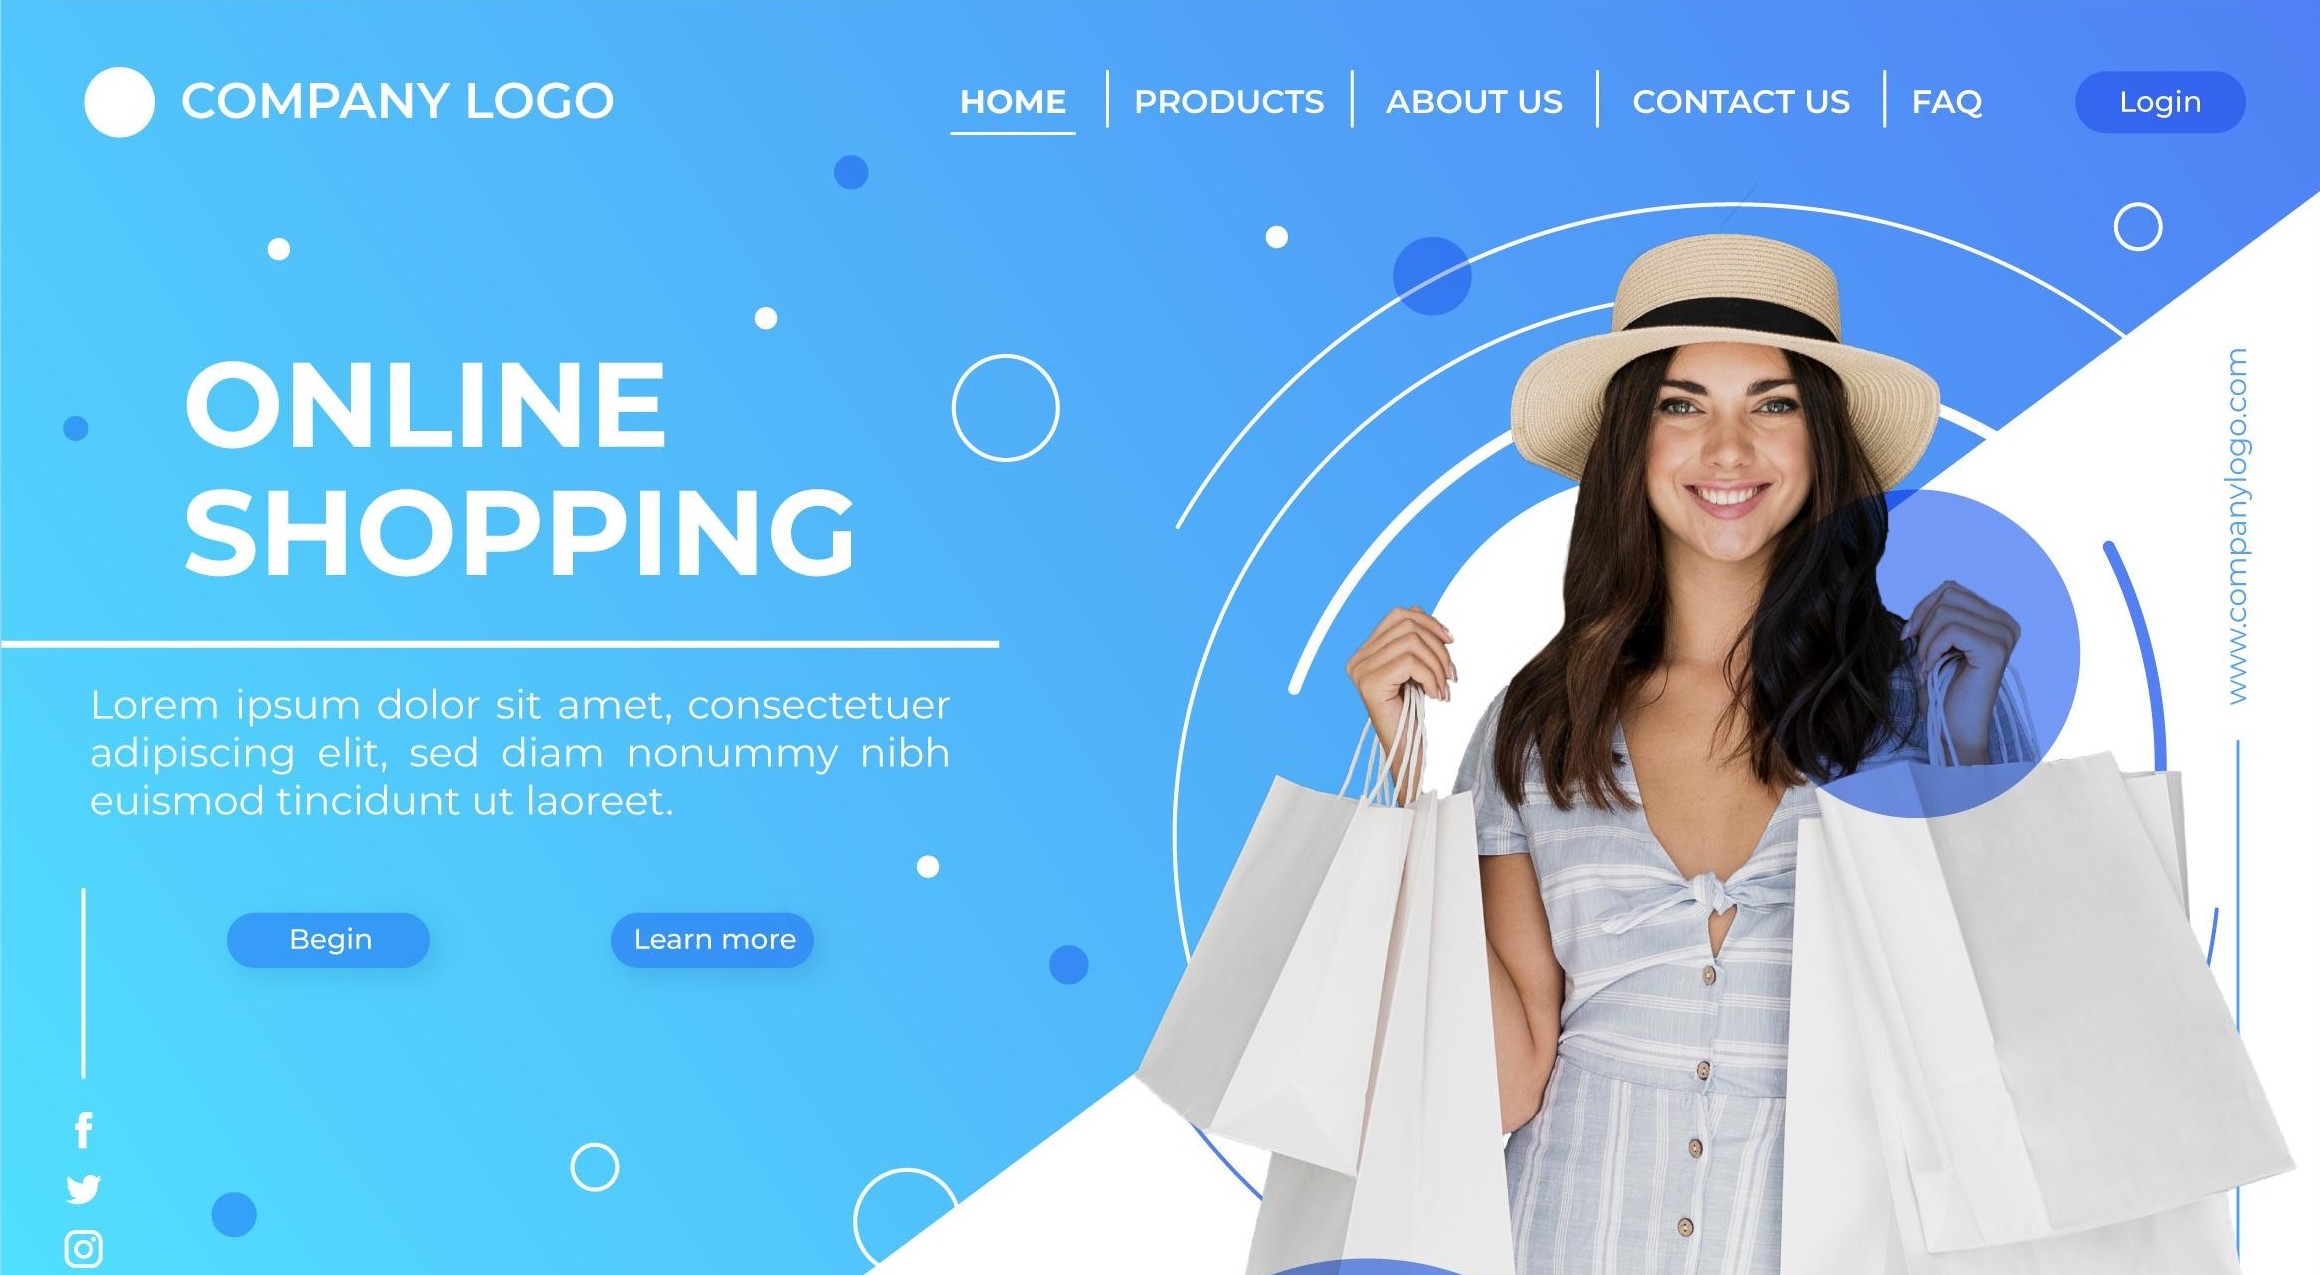 COMPANY LOGO
HOME
PRODUCTS
ABOUT US
CONTACT US
FAQ
Login
ONLINE
SHOPPING
Lorem ipsum dolor sit amet, consectetuer
adipiscing elit, sed diam nonummy nibh
euismod tincidunt ut laoreet.
Begin
Learn more
www.companylogo.com